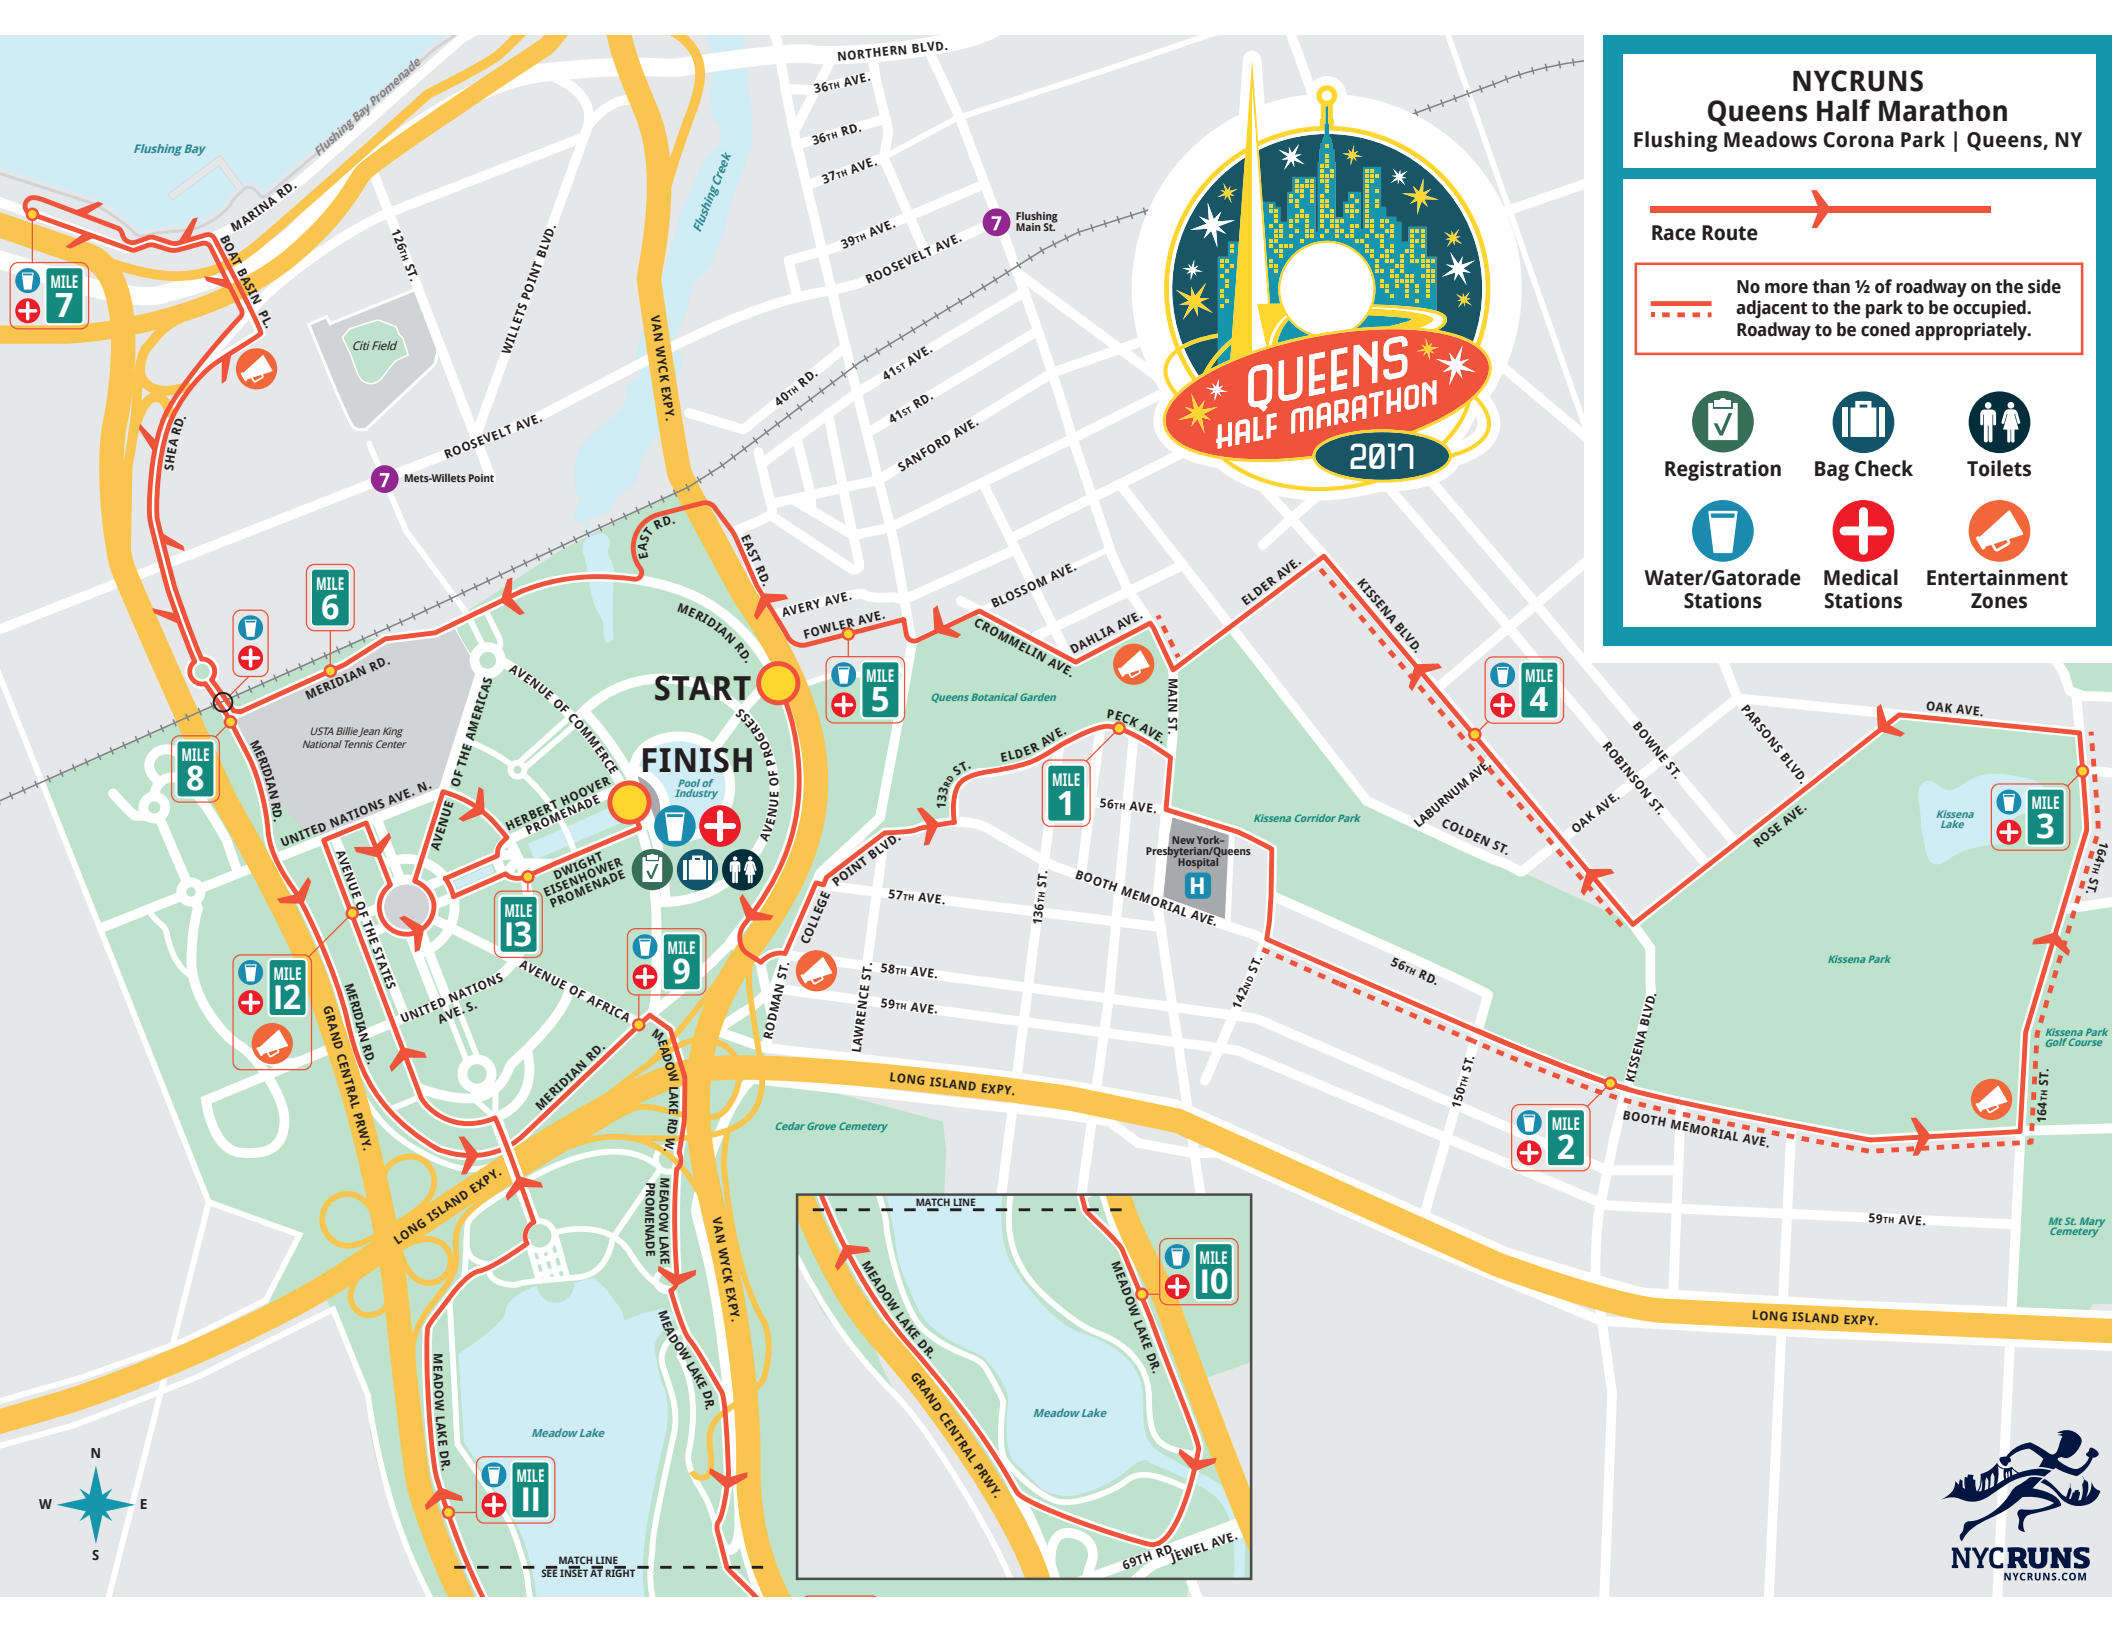 NYCRUNS
Queens Half Marathon
Flushing Meadows Corona Park | Queens, NY
Race Route
No more than ½ of roadway on the side
adjacent to the park to be occupied.
Roadway to be coned appropriately.
Registration
Bag Check
Toilets
Water/Gatorade
Stations
Medical
Stations
Entertainment
Zones
QUEENS
HALF MARATHON
2017
Flushing Bay
Flushing Bay Promenade
MARINA RD.
BOAT BASIN PL.
126TH ST.
WILLETS POINT BLVD.
Citi Field
SHEA RD.
ROOSEVELT AVE.
7
Mets-Willets Point
MILE
7
NORTHERN BLVD.
36TH AVE.
36TH RD.
37TH AVE.
Flushing Creek
39TH AVE.
ROOSEVELT AVE.
7
Flushing
Main St.
VAN WYCK EXPY.
40TH RD.
41ST AVE.
41ST RD.
SANFORD AVE.
EAST RD.
EAST RD.
AVERY AVE.
FOWLER AVE.
BLOSSOM AVE.
CROMMELIN AVE.
DAHLIA AVE.
ELDER AVE.
KISSENA BLVD.
MILE
6
MERIDIAN RD.
MERIDIAN RD.
START
FINISH
MILE
5
Queens Botanical Garden
MAIN ST.
PECK AVE.
ELDER AVE.
133RD ST.
MILE
4
MILE
8
MERIDIAN RD.
USTA Billie Jean King
National Tennis Center
AVENUE OF THE AMERICAS
AVENUE OF COMMERCE
AVENUE OF PROGRESS
Pool of
Industry
HERBERT HOOVER
PROMENADE
DWIGHT
EISENHOWER
PROMENADE
UNITED NATIONS AVE. N.
AVENUE OF THE STATES
MILE
13
MILE
12
MILE
9
AVENUE OF AFRICA
UNITED NATIONS
AVE. S.
MERIDIAN RD.
MERIDIAN RD.
GRAND CENTRAL PRWY.
MILE
1
56TH AVE.
New York–
Presbyterian/Queens
Hospital
H
Kissena Corridor Park
COLLEGE POINT BLVD.
57TH AVE.
136TH ST.
BOOTH MEMORIAL AVE.
58TH AVE.
59TH AVE.
RODMAN ST.
LAWRENCE ST.
142ND ST.
56TH RD.
150TH ST.
KISSENA BLVD.
LABURNUM AVE.
COLDEN ST.
OAK AVE.
ROBINSON ST.
BOWNE ST.
PARSONS BLVD.
ROSE AVE.
OAK AVE.
Kissena
Lake
MILE
3
164TH ST.
Kissena Park
Kissena Park
Golf Course
164TH ST.
MILE
2
BOOTH MEMORIAL AVE.
59TH AVE.
Mt St. Mary
Cemetery
LONG ISLAND EXPY.
LONG ISLAND EXPY.
LONG ISLAND EXPY.
Cedar Grove Cemetery
MEADOW LAKE RD W.
MEADOW LAKE
PROMENADE
VAN WYCK EXPY.
MEADOW LAKE DR.
MEADOW LAKE DR.
Meadow Lake
MILE
11
MATCH LINE
SEE INSET AT RIGHT
MATCH LINE
MEADOW LAKE DR.
MEADOW LAKE DR.
MILE
10
GRAND CENTRAL PRWY.
Meadow Lake
69TH RD.
JEWEL AVE.
N
W
E
S
NYCRUNS
NYCRUNS.COM